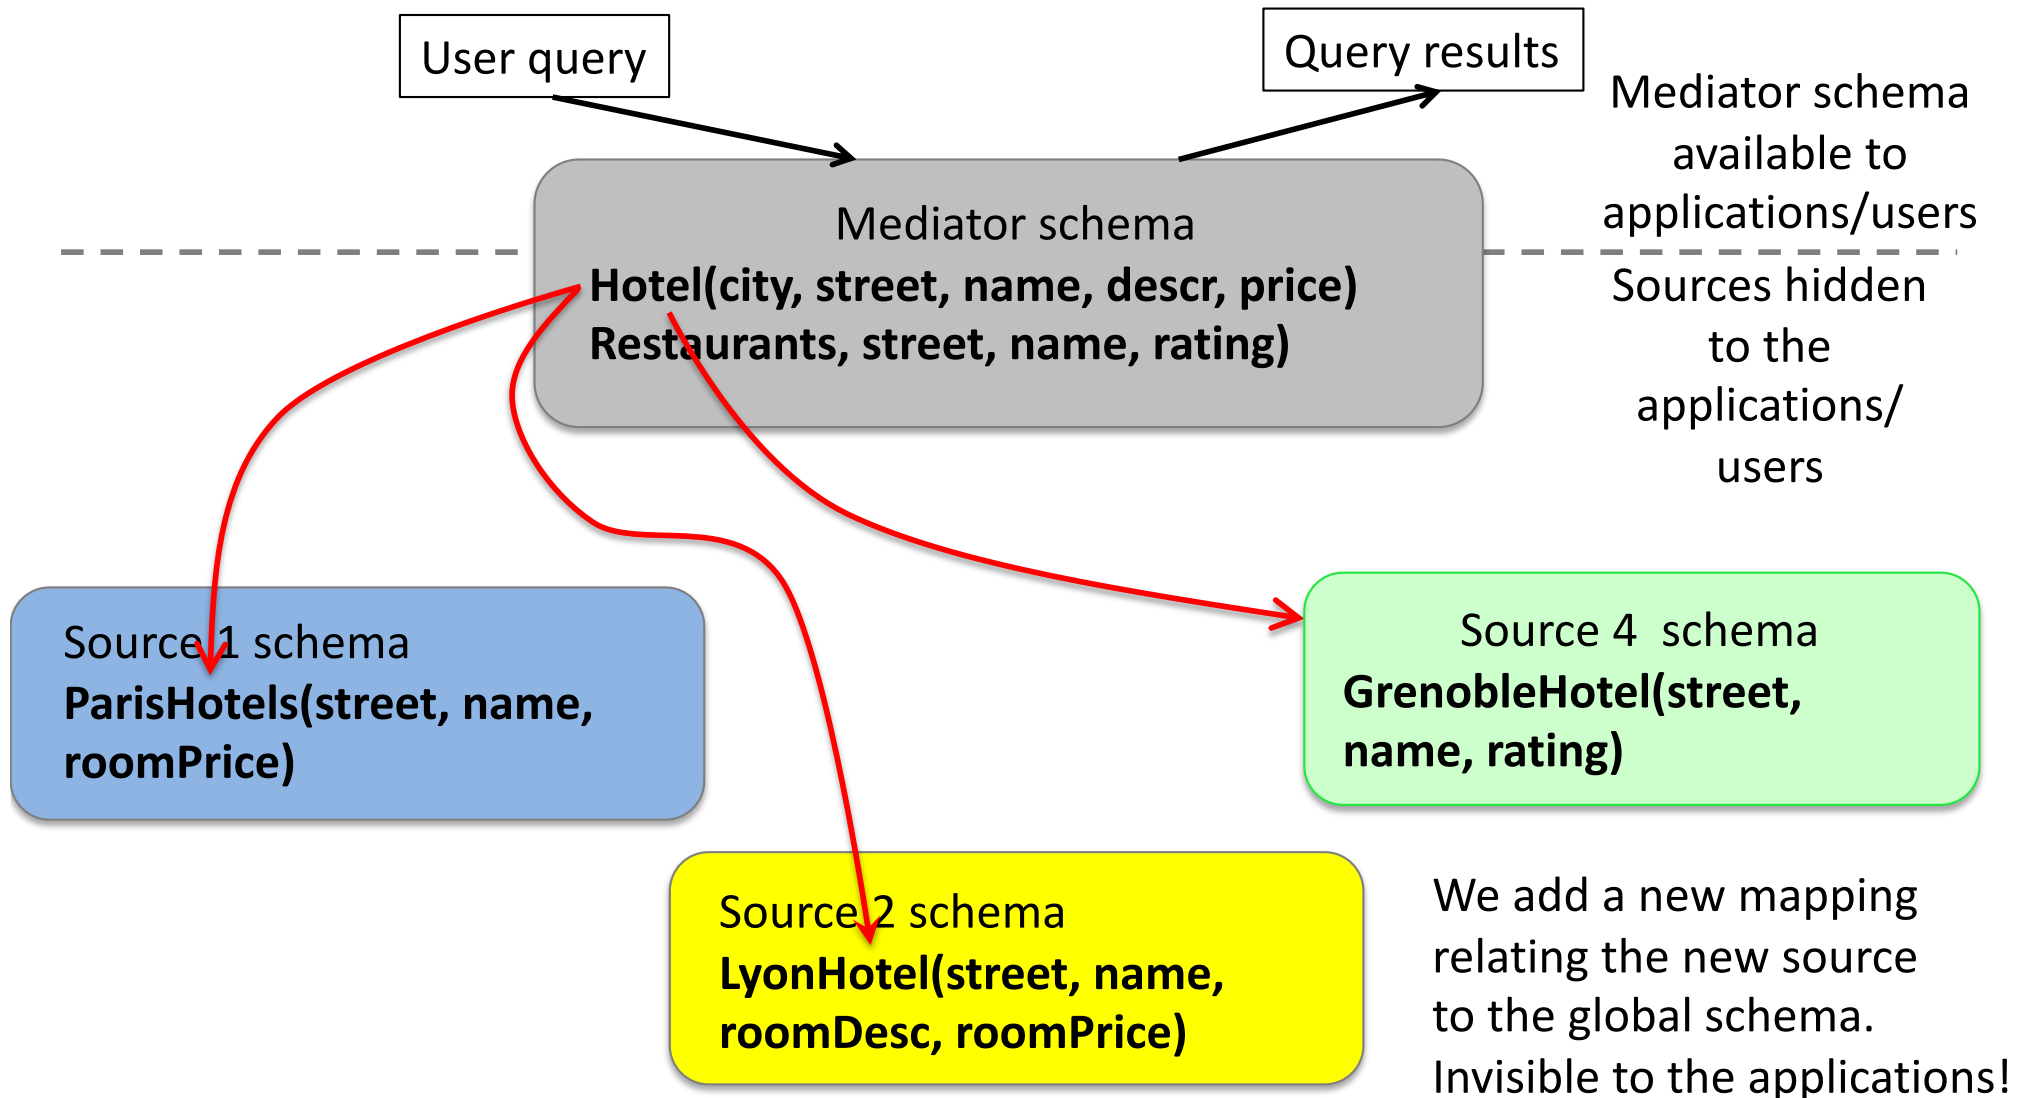 User query
Query results
Mediator schema
available to
applications/users
Mediator schema
Hotel(city, street, name, descr, price)
Restaurants, street, name, rating)
Sources hidden
to the
applications/
users
Source 1 schema
ParisHotels(street, name,
roomPrice)
Source 4 schema
GrenobleHotel(street,
name, rating)
Source 2 schema
LyonHotel(street, name,
roomDesc, roomPrice)
We add a new mapping
relating the new source
to the global schema.
Invisible to the applications!